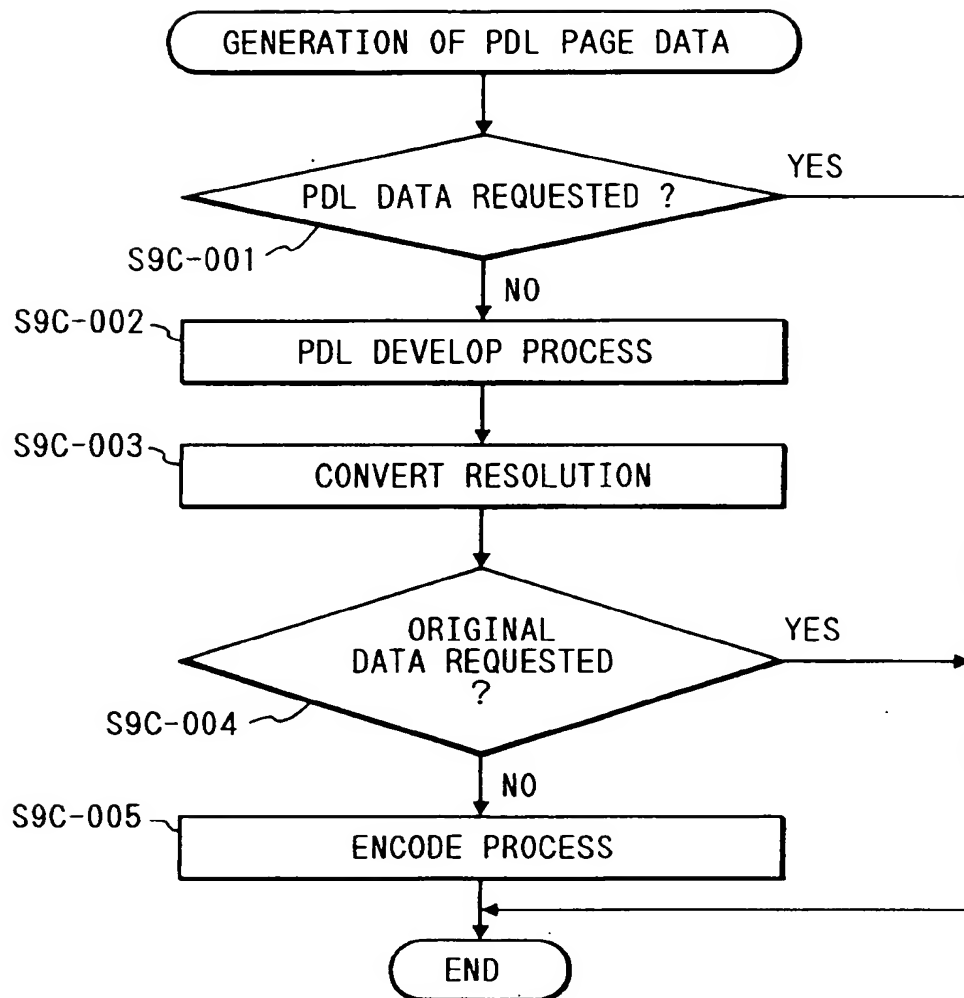 GENERATION OF PDL PAGE DATA
PDL DATA REQUESTED ?
YES
S9C-001
NO
S9C-002
PDL DEVELOP PROCESS
S9C-003
CONVERT RESOLUTION
ORIGINAL
DATA REQUESTED
?
YES
S9C-004
NO
S9C-005
ENCODE PROCESS
END